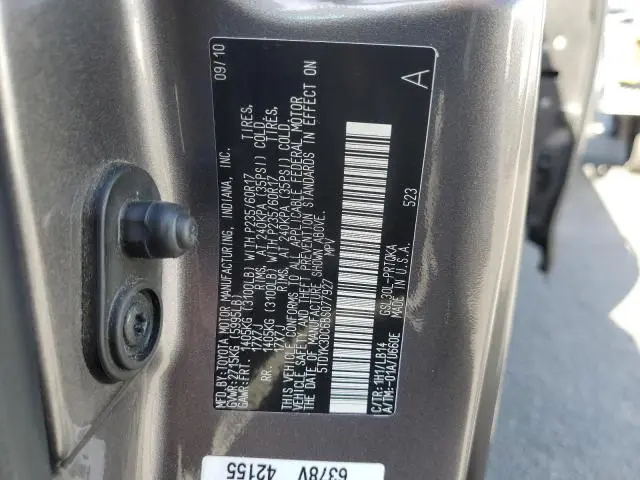 MFD.BY:TOYOTA MOTOR MANUFACTURING, INDIANA, INC. 09/10
GVWR:2715KG(5995LB)
GAWR:FRT. 1405KG(3100LB)WITH P235/60R17 TIRES,
17X7J RIMS, AT 240KPA (35PSI) COLD.
RR. 1405KG(3100LB)WITH P235/60R17 TIRES,
17X7J RIMS, AT 240KPA (35PSI) COLD.
THIS VEHICLE CONFORMS TO ALL APPLICABLE FEDERAL MOTOR
VEHICLE SAFETY AND THEFT PREVENTION STANDARDS IN EFFECT ON
THE DATE OF MANUFACTURE SHOWN ABOVE.
5TDYK3DC6BS077927 MPV
A
523
C/TR:1H1/LB14 GSL30L-PRTQKA
A/TM:-01A/U660E MADE IN U.S.A.
6378V
42155